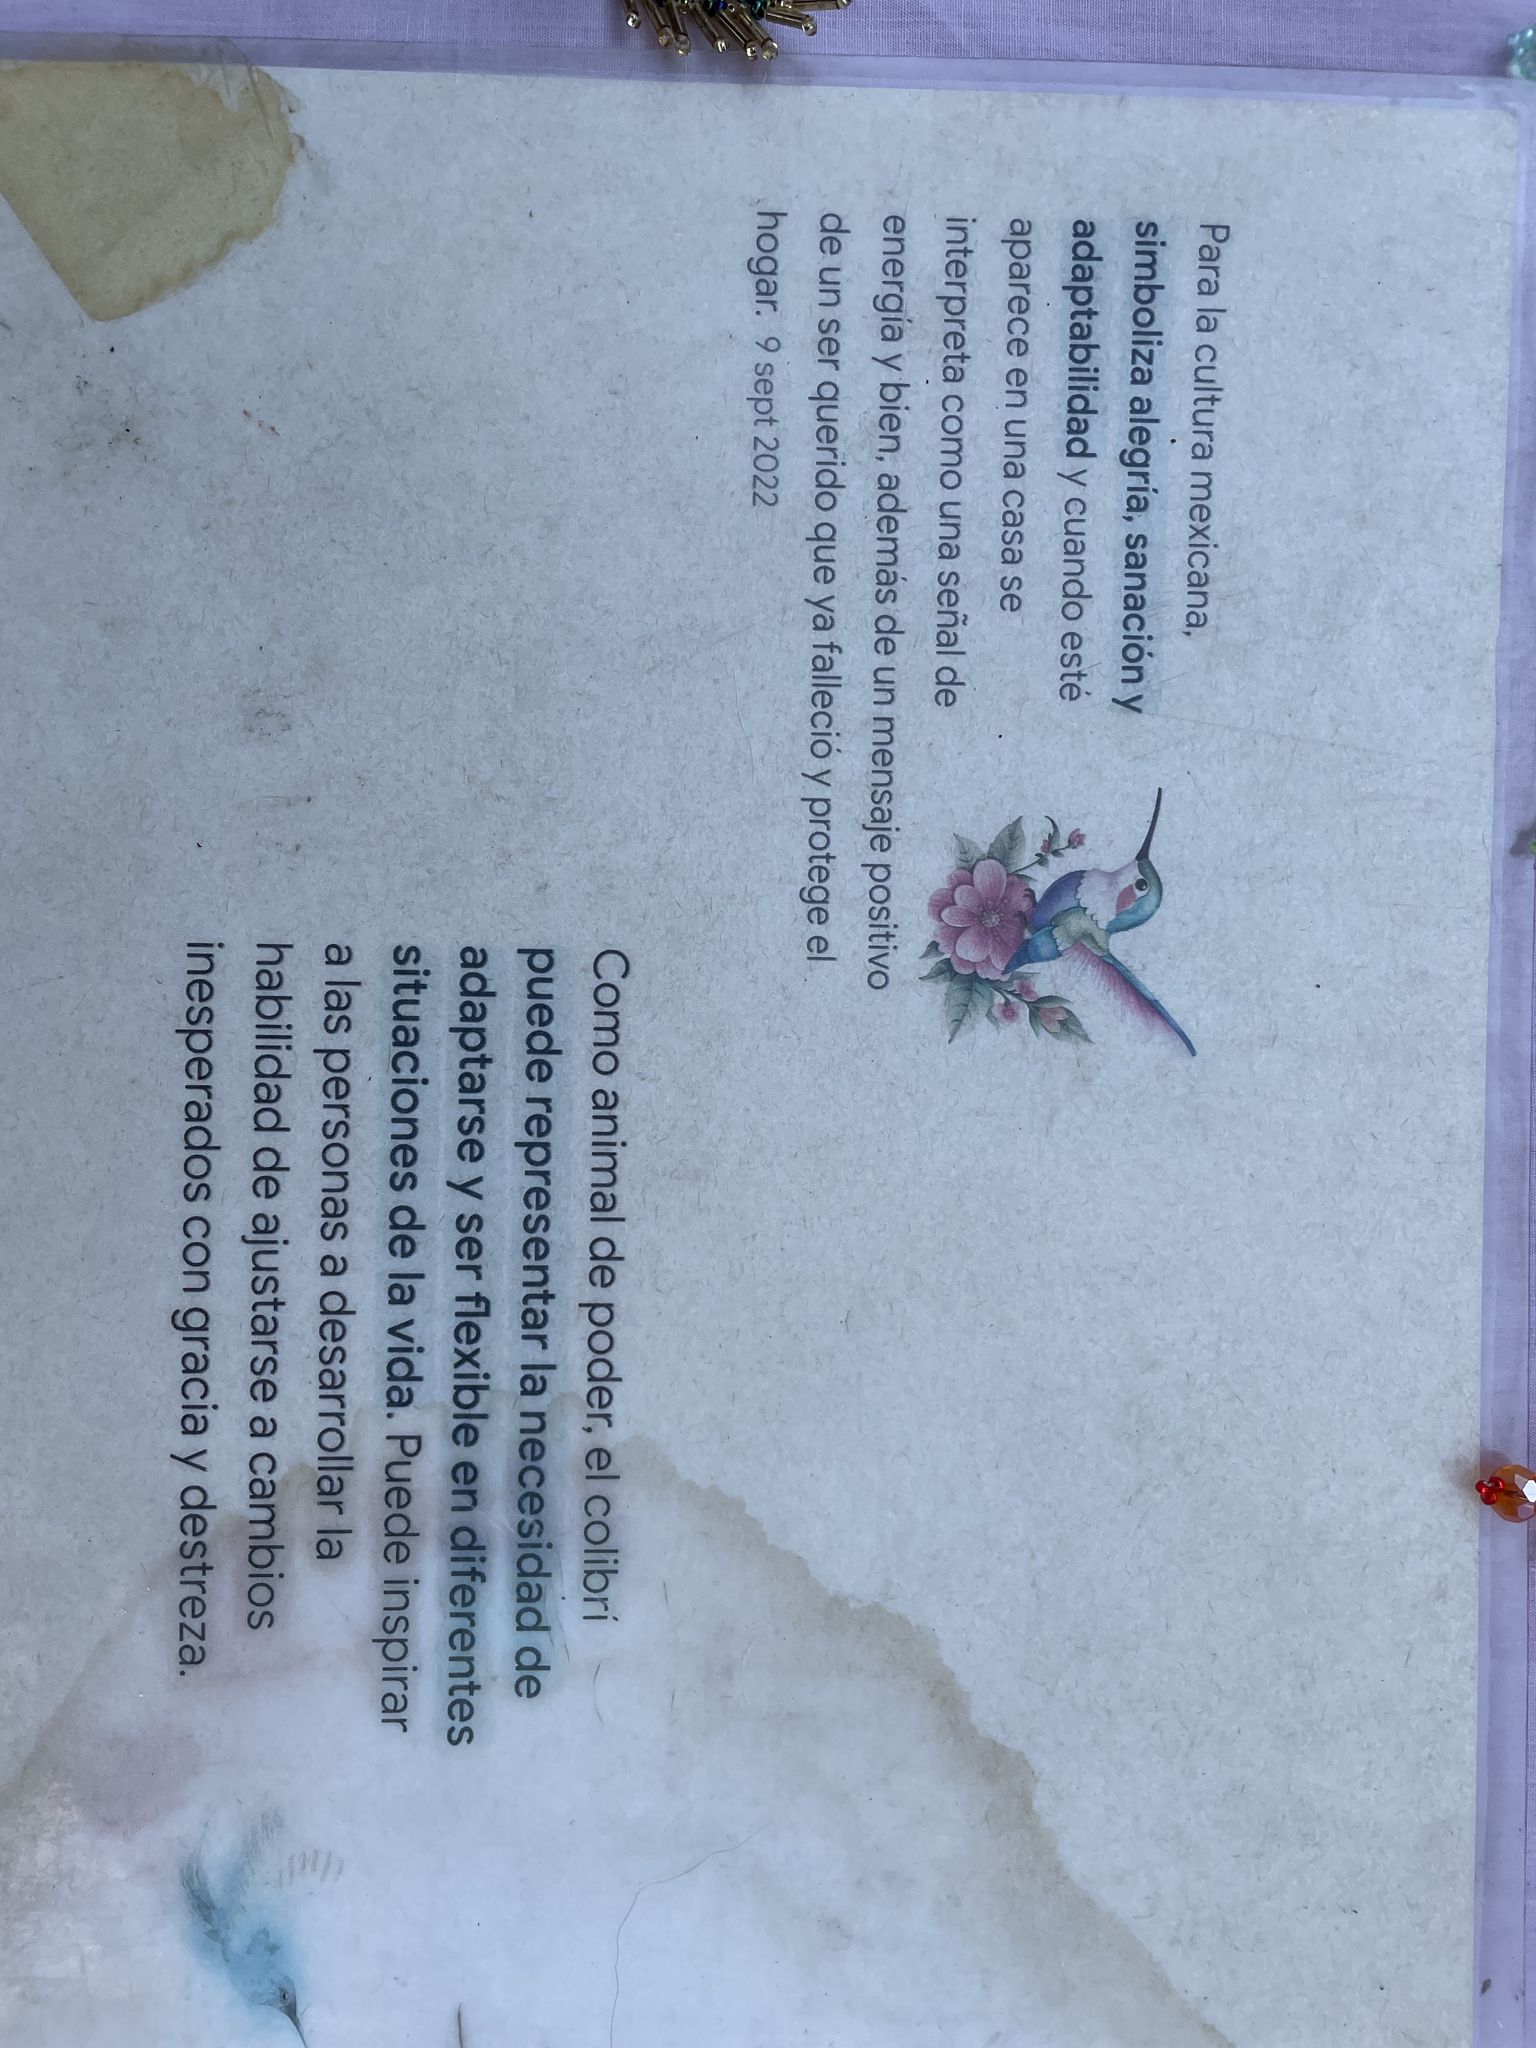 Para la cultura mexicana,
simboliza alegría, sanación y
adaptabilidad y cuando esté
aparece en una casa se
interpreta como una señal de
energía y bien, además de un mensaje positivo
de un ser querido que ya falleció y protege el
hogar. 9 sept 2022
Como animal de poder, el colibrí
puede representar la necesidad de
adaptarse y ser flexible en diferentes
situaciones de la vida. Puede inspirar
a las personas a desarrollar la
habilidad de ajustarse a cambios
inesperados con gracia y destreza.